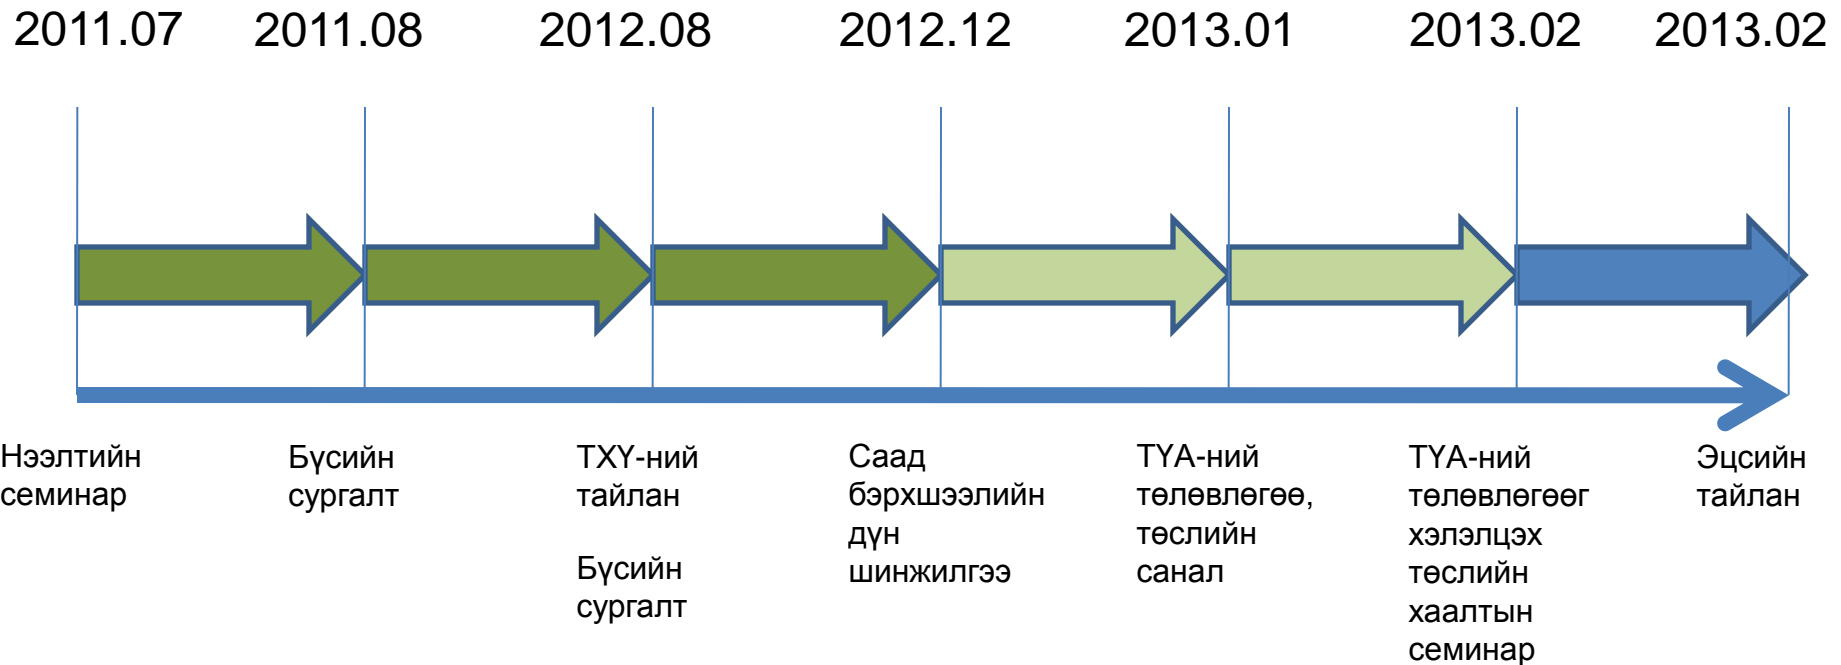 2011.07
2011.08
2012.08
2012.12
2013.01
2013.02
2013.02
Нээлтийн
семинар
Бүсийн
сургалт
ТХҮ-ний
тайлан
Бүсийн
сургалт
Саад
бэрхшээлийн
дүн
шинжилгээ
ТҮА-ний
төлөвлөгөө,
төслийн
санал
ТҮА-ний
төлөвлөгөөг
хэлэлцэх
төслийн
хаалтын
семинар
Эцсийн
тайлан